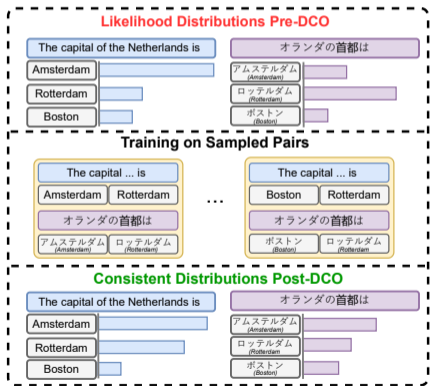 Likelihood Distributions Pre-DCO
The capital of the Netherlands is
オランダの首都は
Amsterdam
アムステルダム
(Amsterdam)
Rotterdam
ロッテルダム
(Rotterdam)
Boston
ボストン
(Boston)
Training on Sampled Pairs
The capital ... is
The capital ... is
Amsterdam
Rotterdam
...
Boston
Rotterdam
オランダの首都は
オランダの首都は
アムステルダム
(Amsterdam)
ロッテルダム
(Rotterdam)
ボストン
(Boston)
ロッテルダム
(Rotterdam)
Consistent Distributions Post-DCO
The capital of the Netherlands is
オランダの首都は
Amsterdam
アムステルダム
(Amsterdam)
Rotterdam
ロッテルダム
(Rotterdam
Boston
ボストン
(Boston)